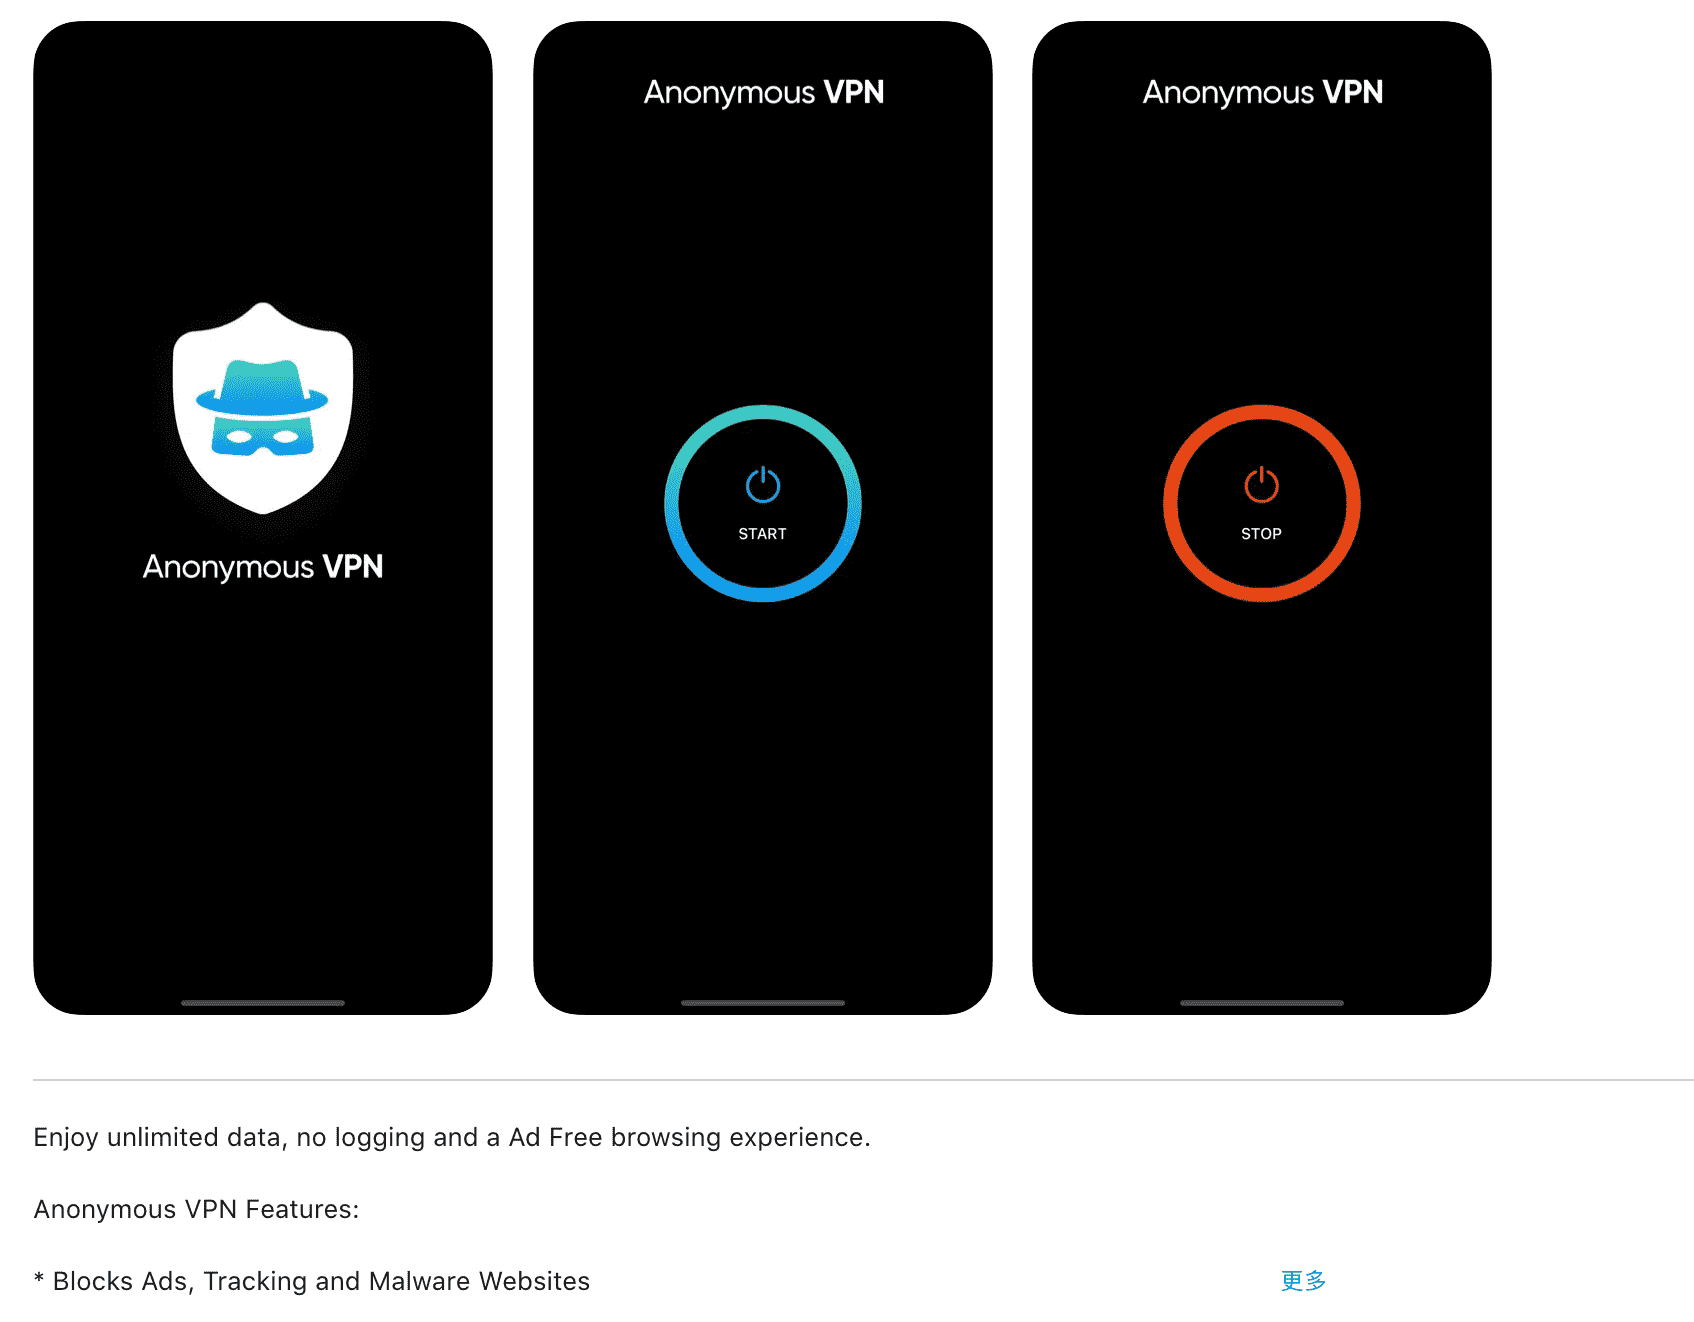 Anonymous VPN
Anonymous VPN
START
Anonymous VPN
STOP
Enjoy unlimited data, no logging and a Ad Free browsing experience.
Anonymous VPN Features:
* Blocks Ads, Tracking and Malware Websites
更多